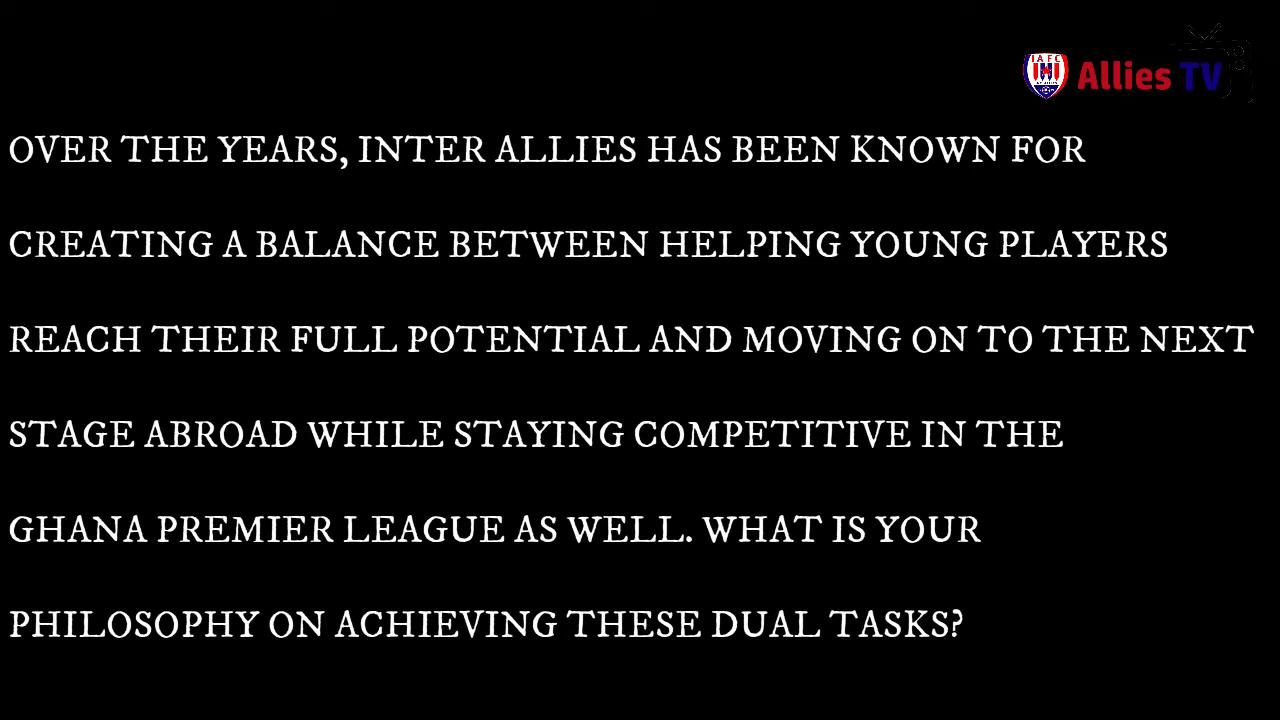 IAFC
Allies TV
OVER THE YEARS, INTER ALLIES HAS BEEN KNOWN FOR
CREATING A BALANCE BETWEEN HELPING YOUNG PLAYERS
REACH THEIR FULL POTENTIAL AND MOVING ON TO THE NEXT
STAGE ABROAD WHILE STAYING COMPETITIVE IN THE
GHANA PREMIER LEAGUE AS WELL. WHAT IS YOUR
PHILOSOPHY ON ACHIEVING THESE DUAL TASKS?